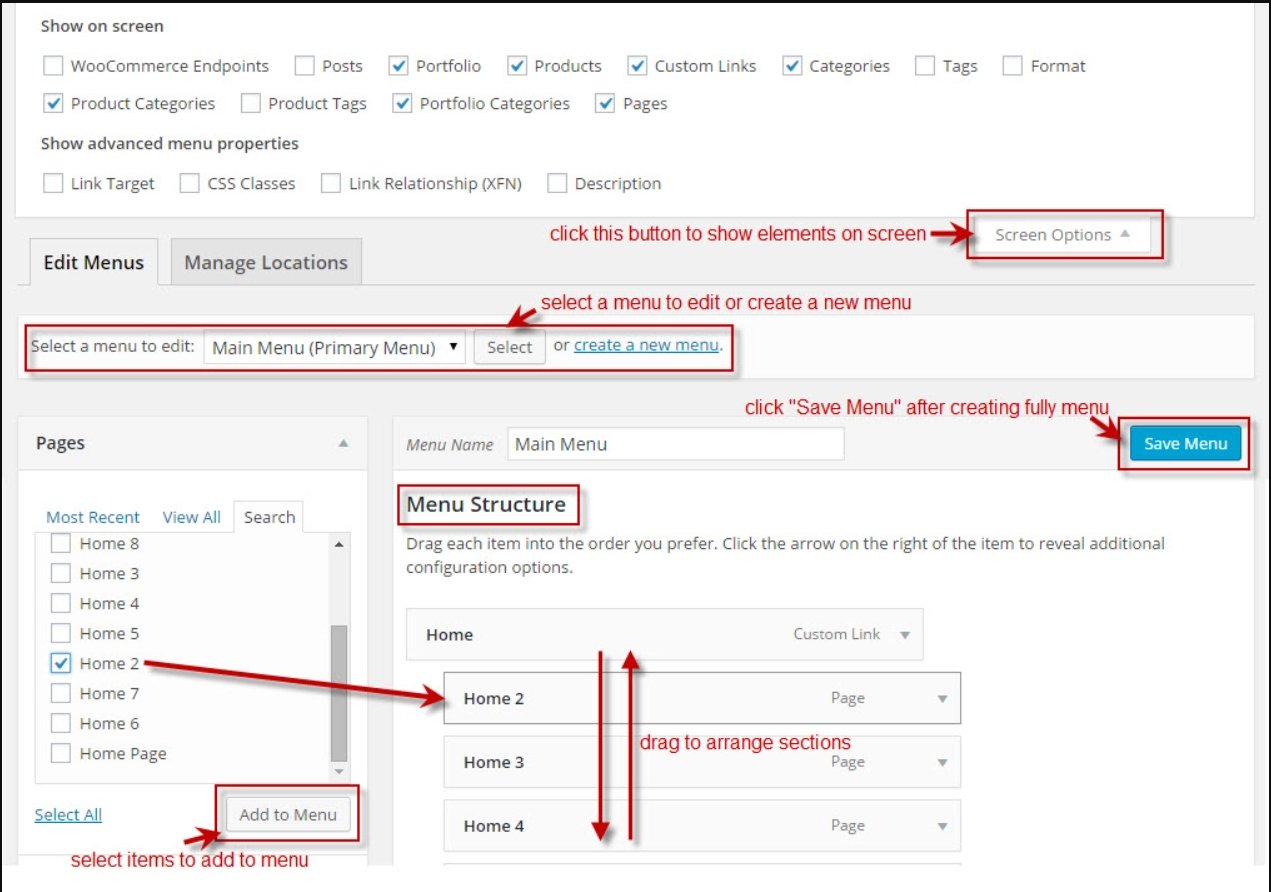 Show on screen
WooCommerce Endpoints Posts Portfolio Products Custom Links Categories Tags Format
Product Categories Product Tags Portfolio Categories Pages
Show advanced menu properties
Link Target CSS Classes Link Relationship (XFN) Description
click this button to show elements on screen Screen Options
Edit Menus Manage Locations
select a menu to edit or create a new menu
Select a menu to edit: Main Menu (Primary Menu) Select or create a new menu.
click "Save Menu" after creating fully menu
Pages
Menu Name Main Menu Save Menu
Most Recent View All Search
Home 8
Home 3
Home 4
Home 5
Home 2
Home 7
Home 6
Home Page
Select All Add to Menu
select items to add to menu
Menu Structure
Drag each item into the order you prefer. Click the arrow on the right of the item to reveal additional
configuration options.
Home Custom Link
Home 2 Page
drag to arrange sections
Home 3 Page
Home 4 Page